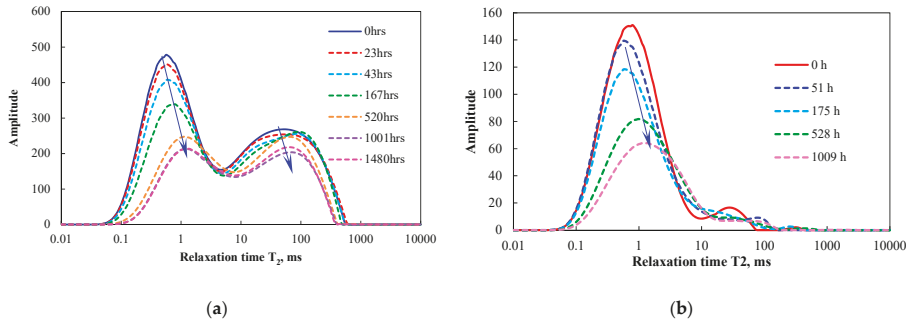 (a)
600
500
400
300
200
100
0
Amplitude
0.01 0.1 1 10 100 1000 10000
Relaxation time T2, ms
0hrs
23hrs
43hrs
167hrs
520hrs
1001hrs
1480hrs
(a)
(b)
160
140
120
100
80
60
40
20
0
Amplitude
0.01 0.1 1 10 100 1000 10000
Relaxation time T2, ms
0 h
51 h
175 h
528 h
1009 h
(b)